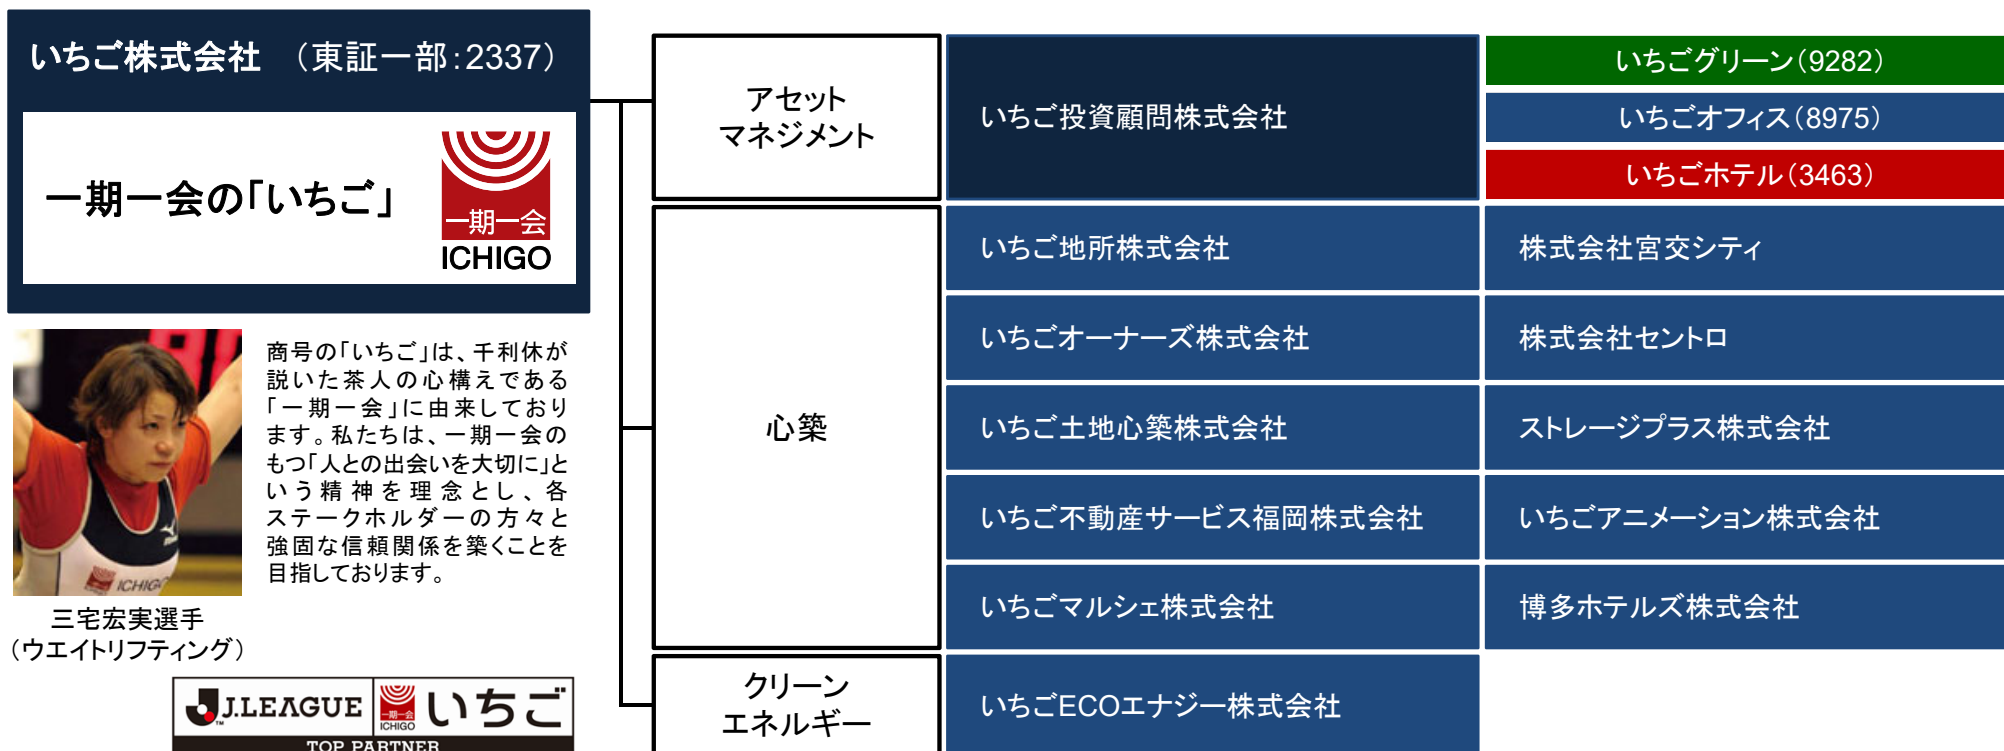 いちご株式会社 （東証一部：2337）
一期一会の「いちご」
一期一会
ICHIGO
商号の「いちご」は、千利休が
説いた茶人の心構えである
「一期一会」に由来しており
ます。私たちは、一期一会の
もつ「人との出会いを大切に」と
いう精神を理念とし、各
ステークホルダーの方々と
強固な信頼関係を築くことを
目指しております。
ICHIGO
三宅宏実選手
（ウエイトリフティング）
J.LEAGUE
TM
一期一会
ICHIGO
いちご
TOP PARTNER
アセット
マネジメント
いちご投資顧問株式会社
いちごグリーン（9282）
いちごオフィス（8975）
いちごホテル（3463）
心築
いちご地所株式会社
株式会社宮交シティ
いちごオーナーズ株式会社
株式会社セントロ
いちご土地心築株式会社
ストレージプラス株式会社
いちご不動産サービス福岡株式会社
いちごアニメーション株式会社
いちごマルシェ株式会社
博多ホテルズ株式会社
クリーン
エネルギー
いちごECOエナジー株式会社